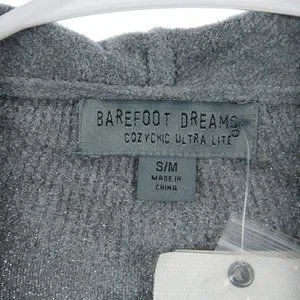 BAREFOOT DREAMS®
COZYCHIC ULTRA LITE®
S/M
MADE IN
CHINA